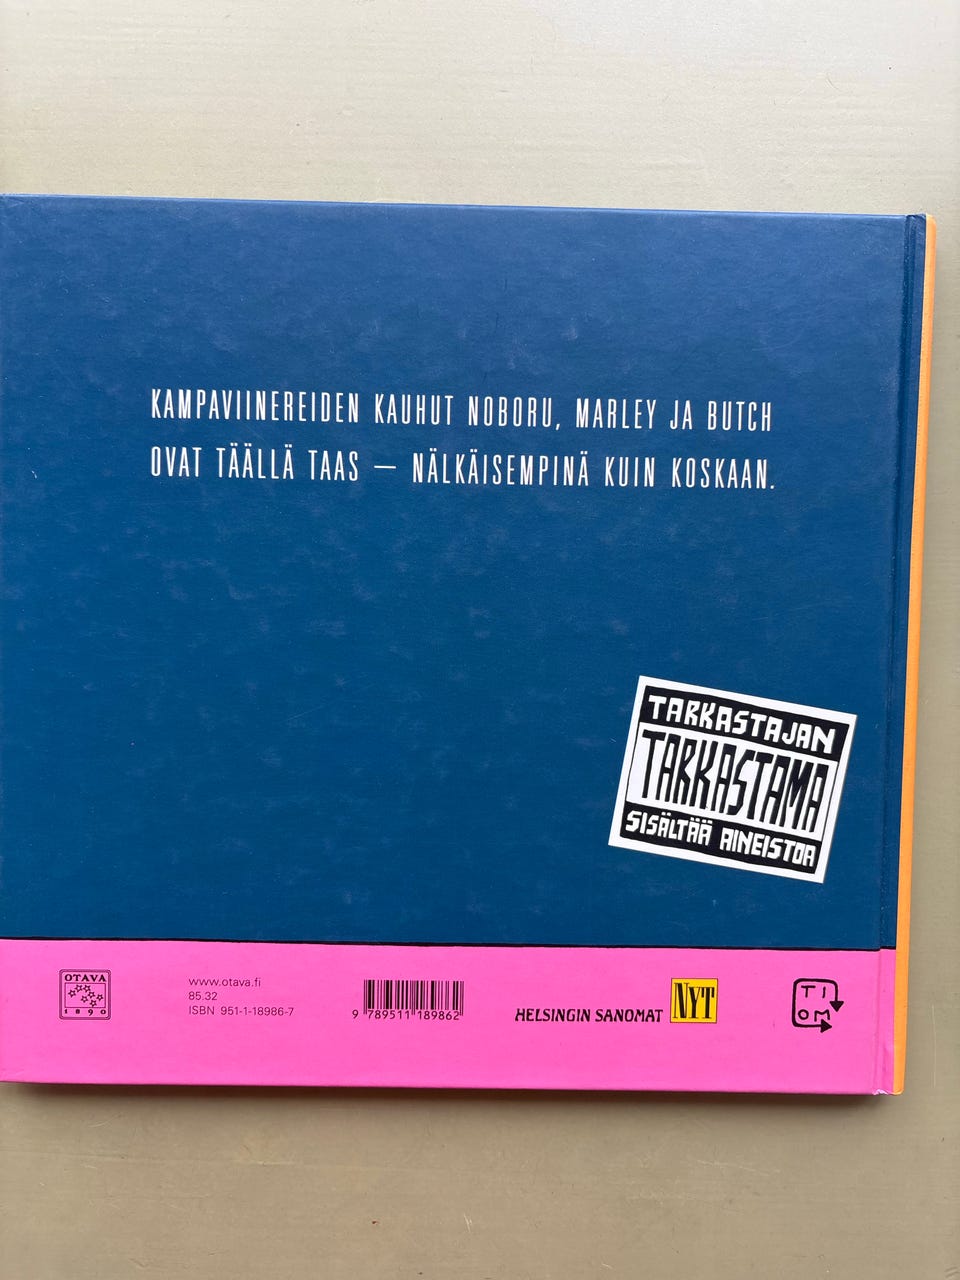 KAMPAVIINEREIDEN KAUHUT NOBORU, MARLEY JA BUTCH
OVAT TÄÄLLÄ TAAS — NÄLKÄISEMPINÄ KUIN KOSKAAN.
TARKASTAJAN
TARKASTAMA
SISÄLTÄÄ AINEISTOA
OTAVA
1890
www.otava.fi
85.32
ISBN 951-1-18986-7
9 789511 189862
HELSINGIN SANOMAT
NYT
TI
OM